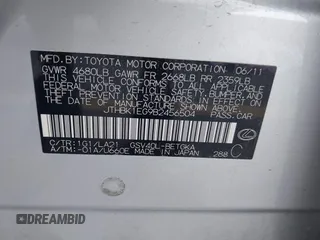 MFD.BY:TOYOTA MOTOR CORPORATION 06/11
GVWR 4680LB GAWR FR 2668LB RR 2359LB
THIS VEHICLE CONFORMS TO ALL APPLICABLE
FEDERAL MOTOR VEHICLE SAFETY, BUMPER, AND
THEFT PREVENTION STANDARDS IN EFFECT ON
THE DATE OF MANUFACTURE SHOWN ABOVE.
JTHBK1EG9B2456504 PASS.CAR
C/TR:1G1/LA21 GSV40L-BETGKA
A/TM:-01A/U660E MADE IN JAPAN 288 C
DREAMBID